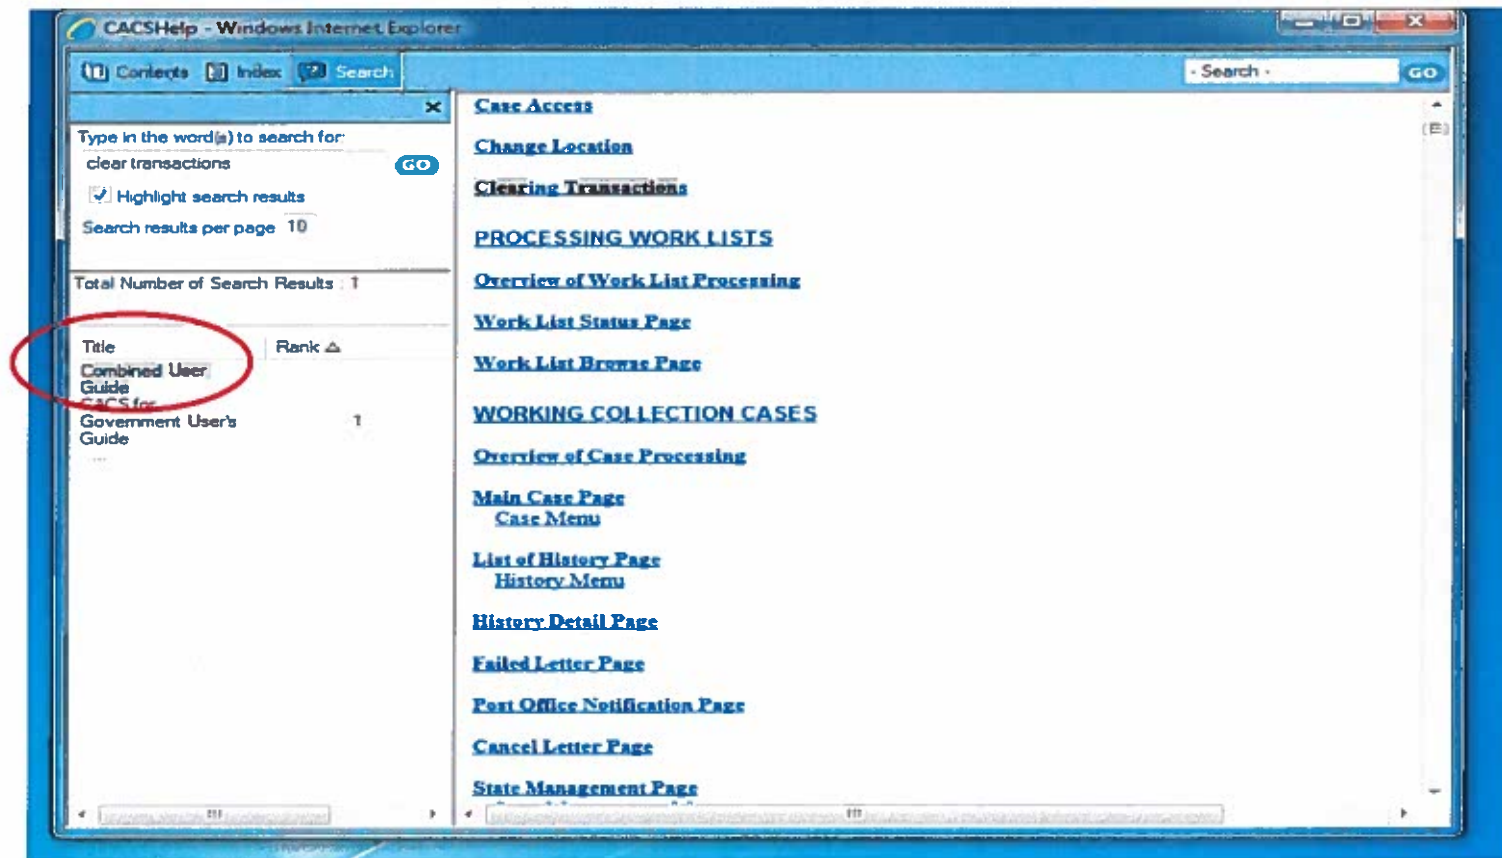 CACSHelp - Windows Internet Explorer
Contents Index Search
- Search - GO
Type in the word(s) to search for:
clear transactions GO
Highlight search results
Search results per page 10
Total Number of Search Results : 1
Title Rank
Combined User
Guide
CACS for
Government User's 1
Guide
...
Case Access
Change Location
Clearing Transactions
PROCESSING WORK LISTS
Overview of Work List Processing
Work List Status Page
Work List Browse Page
WORKING COLLECTION CASES
Overview of Case Processing
Main Case Page
Case Menu
List of History Page
History Menu
History Detail Page
Failed Letter Page
Post Office Notification Page
Cancel Letter Page
State Management Page